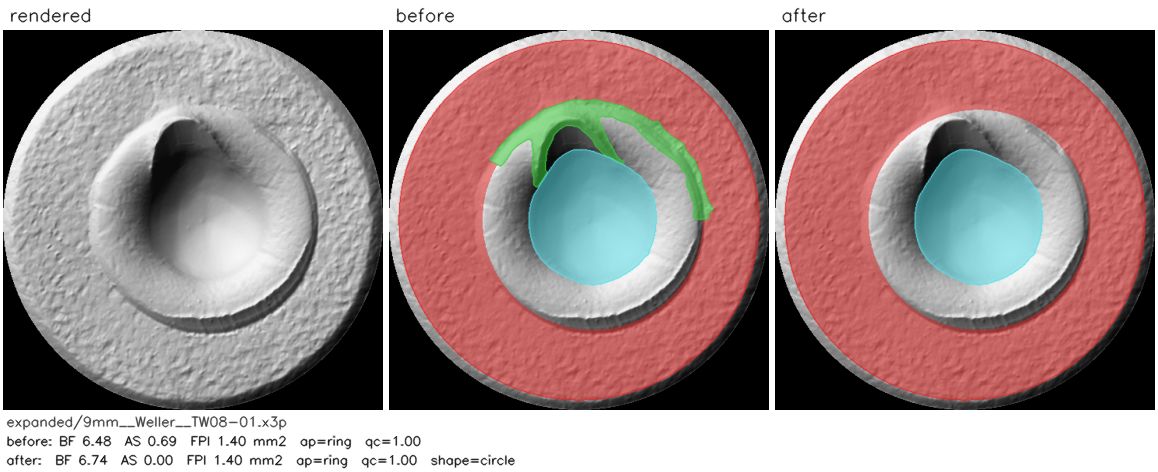 rendered
before
after
expanded/9mm__Weller__TW08-01.x3p
before: BF 6.48 AS 0.69 FPI 1.40 mm2 ap=ring qc=1.00
after: BF 6.74 AS 0.00 FPI 1.40 mm2 ap=ring qc=1.00 shape=circle